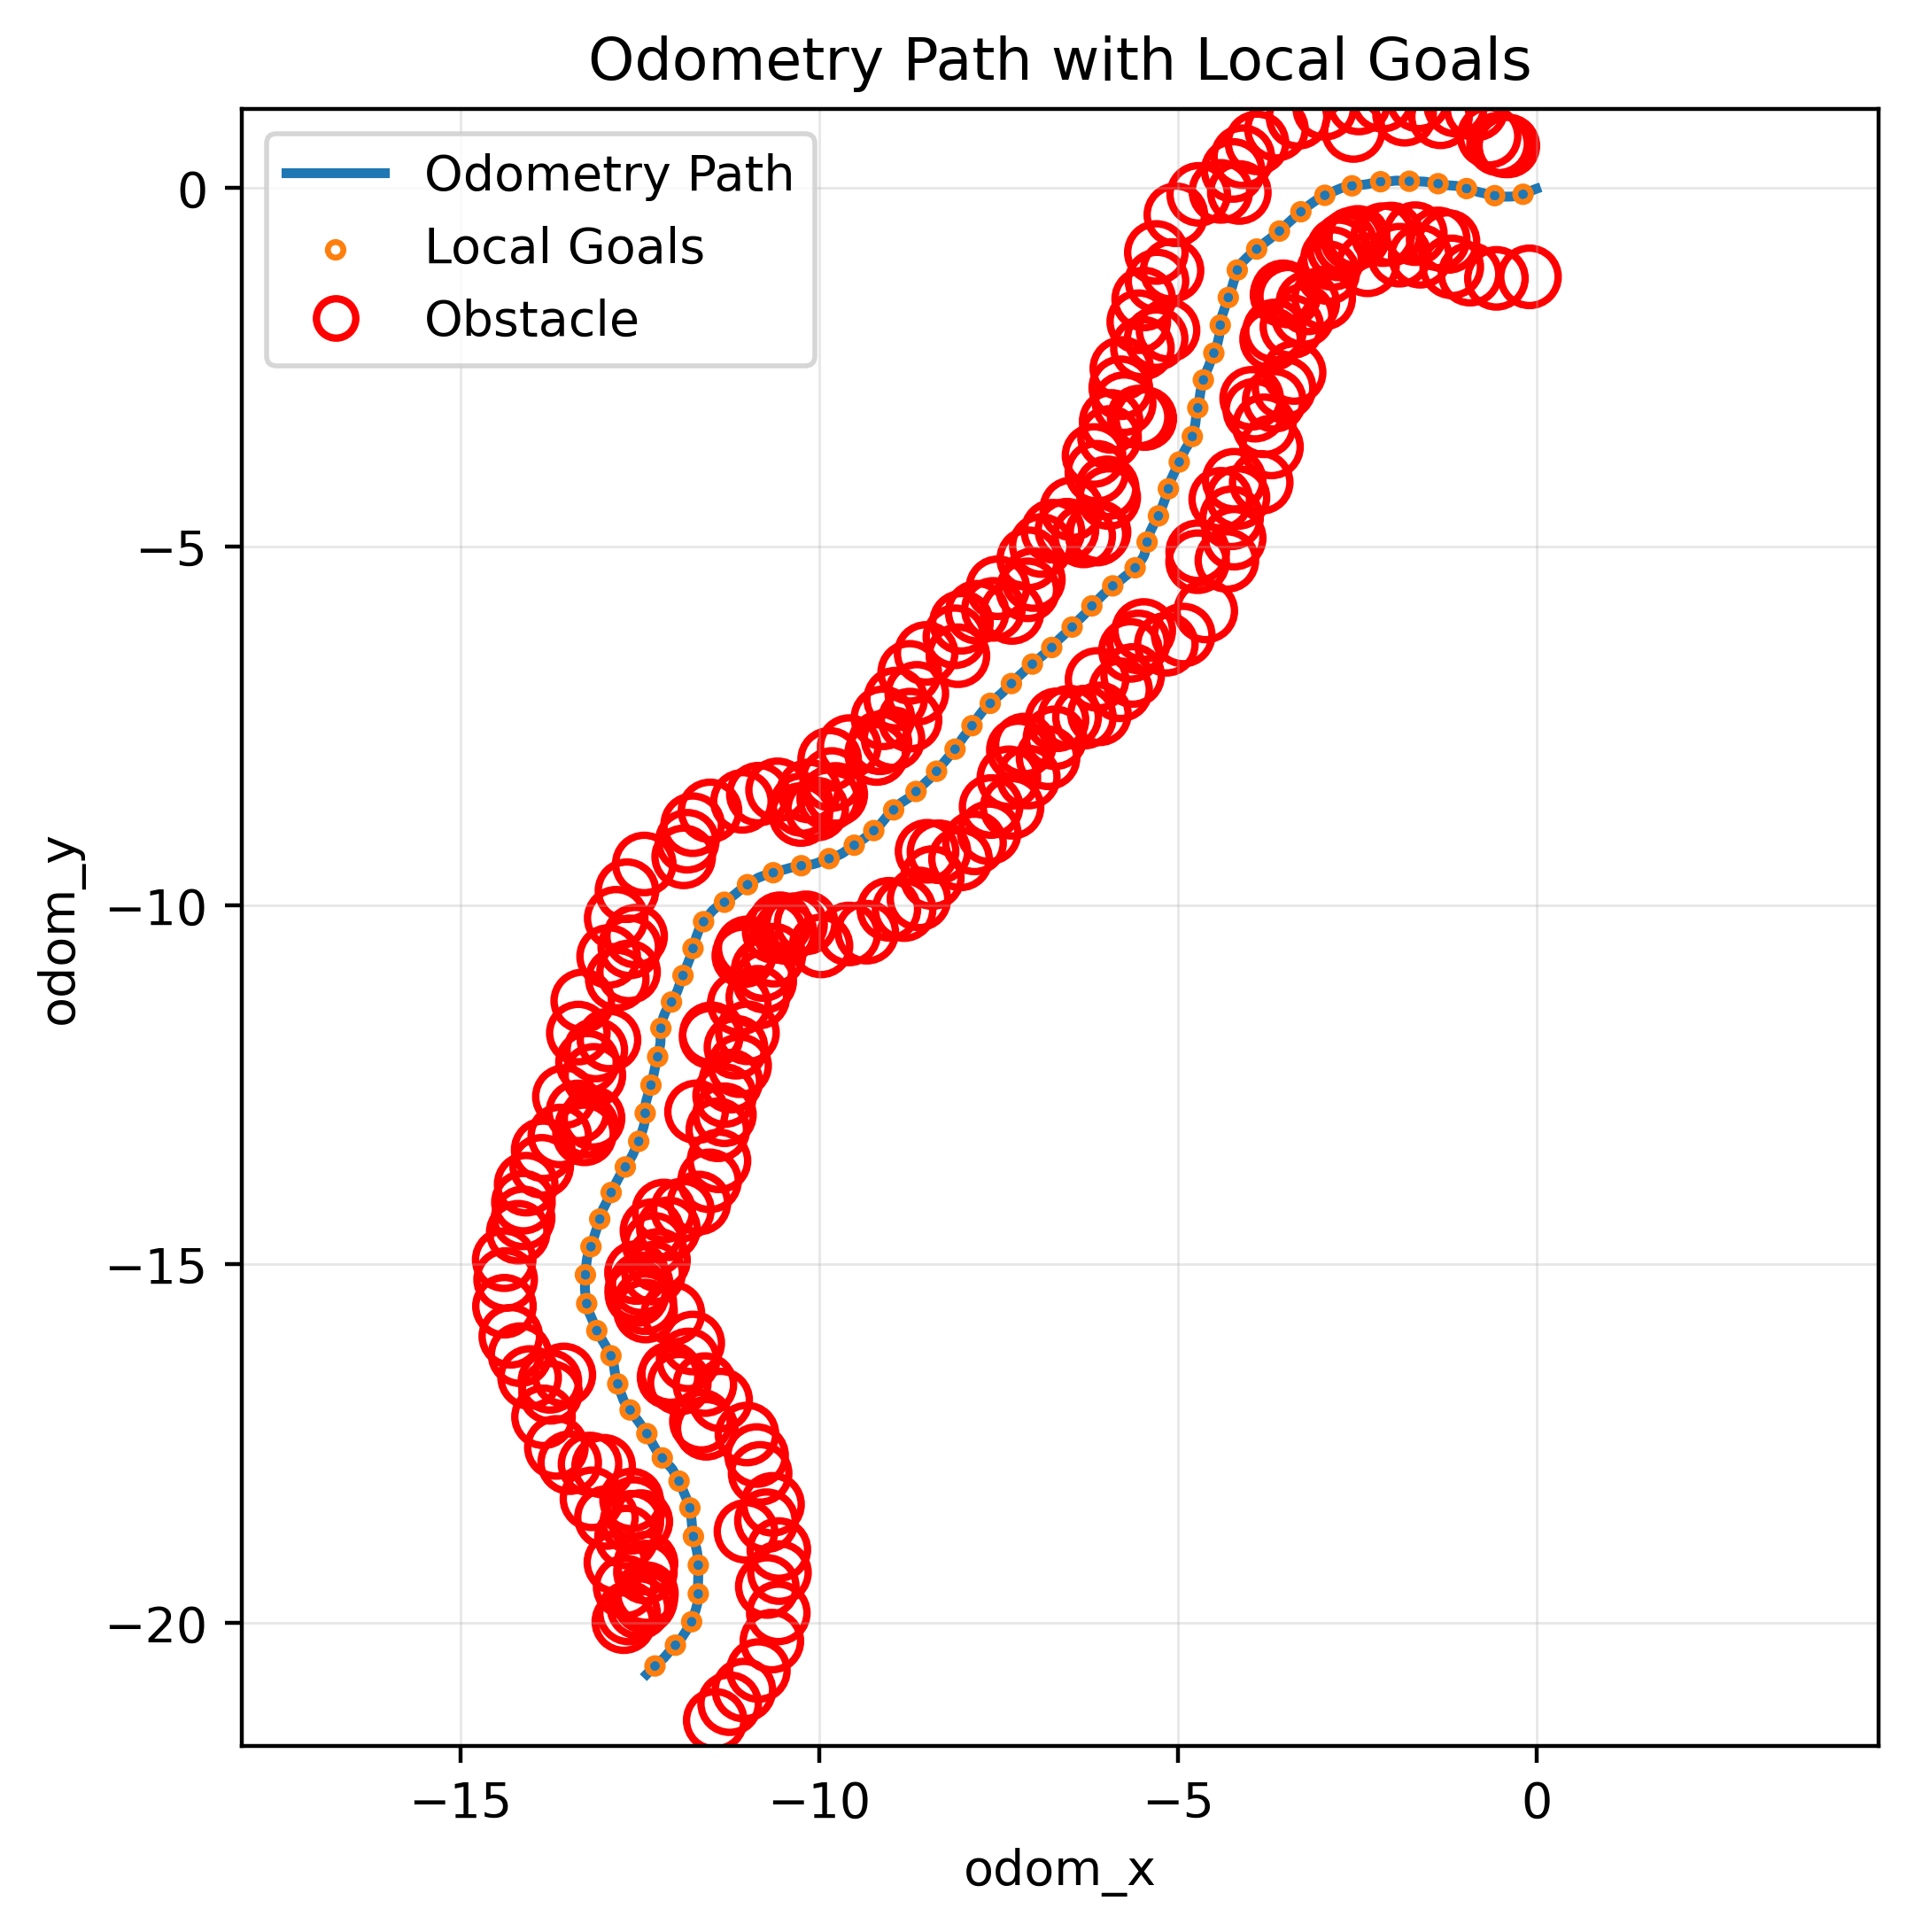 Odometry Path with Local Goals
Odometry Path
Local Goals
Obstacle
0
−5
−10
−15
−20
odom_y
−15
−10
−5
0
odom_x